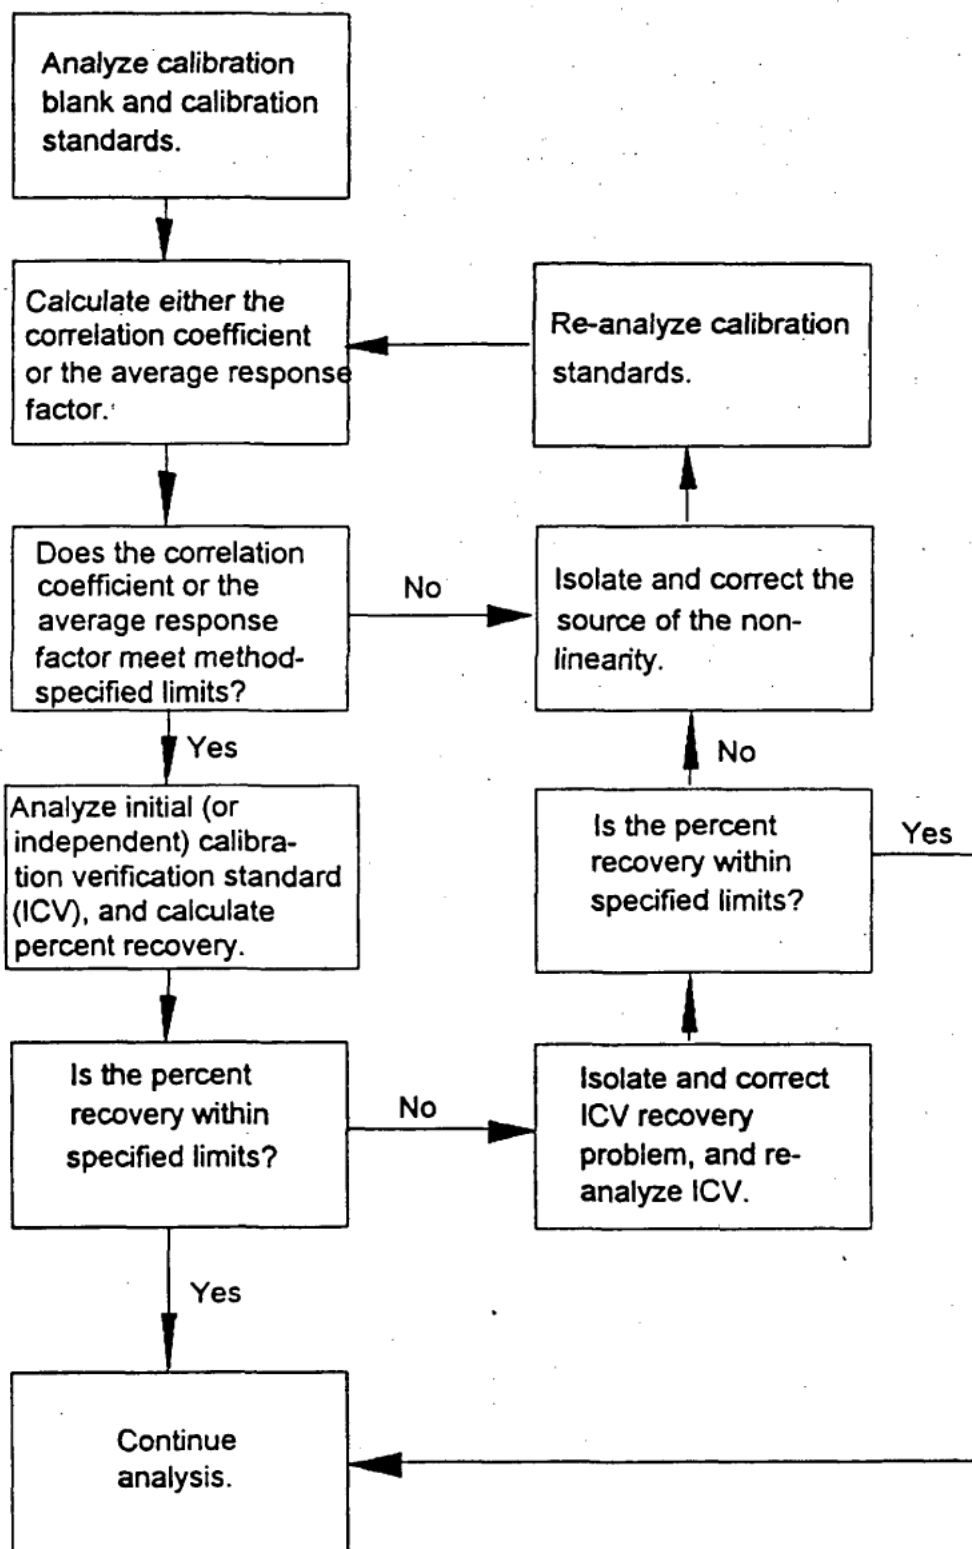 Analyze calibration
blank and calibration
standards.
Calculate either the
correlation coefficient
or the average response
factor.
Re-analyze calibration
standards.
Does the correlation
coefficient or the
average response
factor meet method-
specified limits?
No
Isolate and correct the
source of the non-
linearity.
Yes
No
Analyze initial (or
independent) calibra-
tion verification standard
(ICV), and calculate
percent recovery.
Is the percent
recovery within
specified limits?
Yes
Is the percent
recovery within
specified limits?
No
Isolate and correct
ICV recovery
problem, and re-
analyze ICV.
Yes
Continue
analysis.